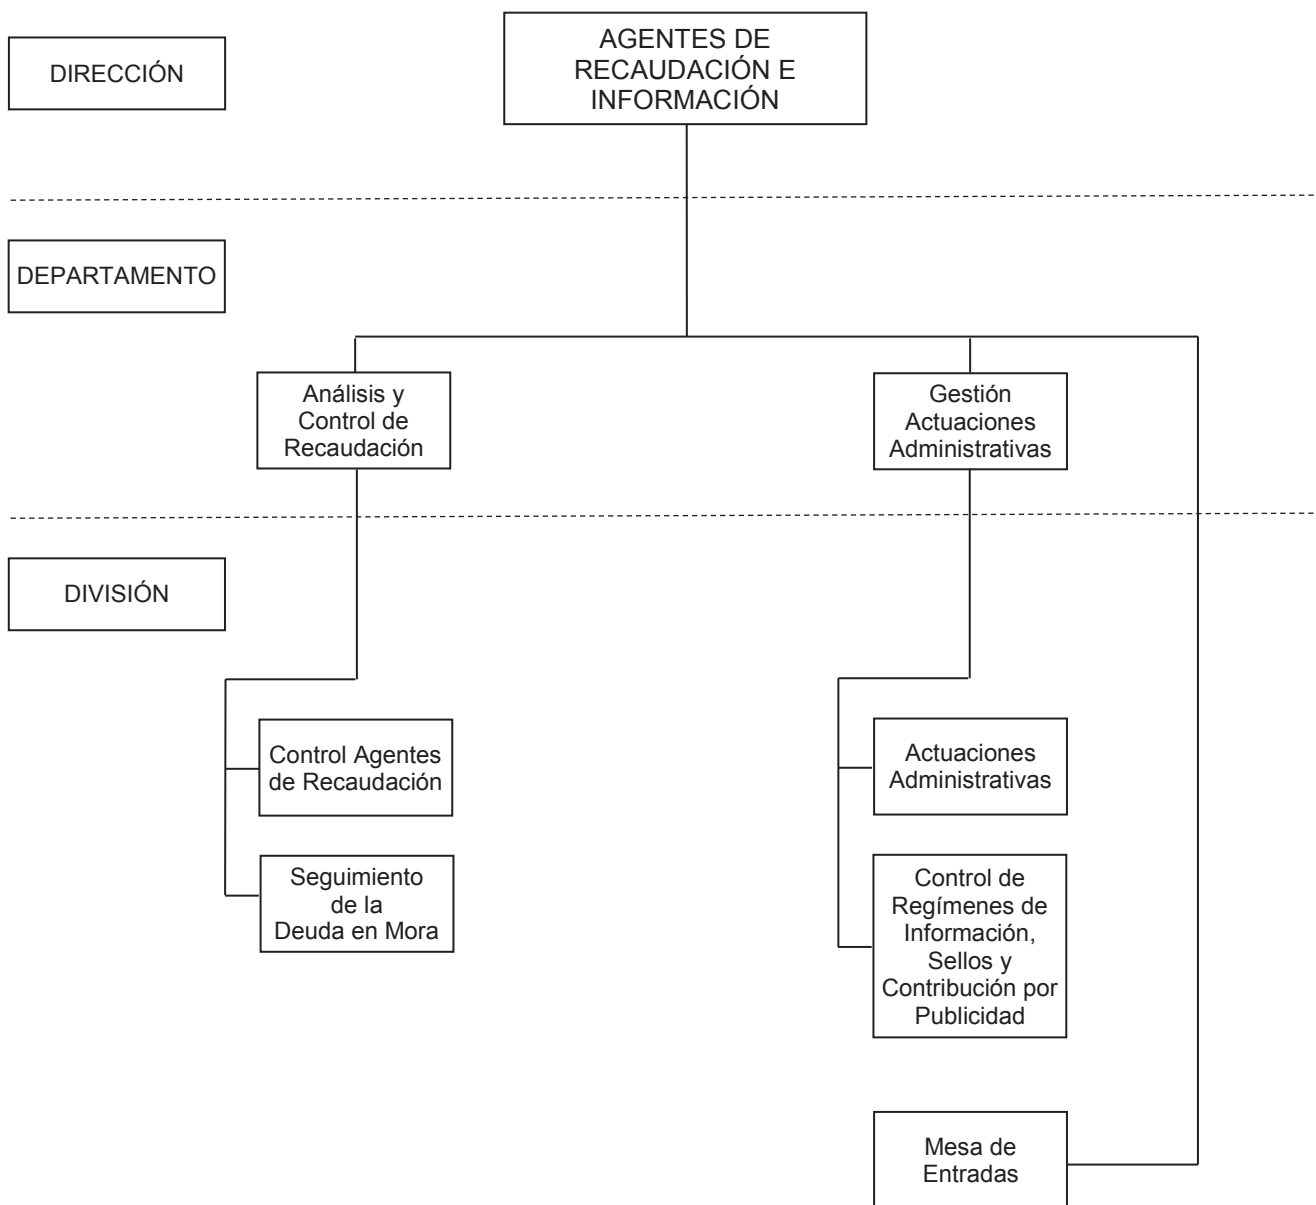 AGENTES DE
RECAUDACIÓN E
INFORMACIÓN
DIRECCIÓN
DEPARTAMENTO
Análisis y
Control de
Recaudación
Gestión
Actuaciones
Administrativas
DIVISIÓN
Control Agentes
de Recaudación
Actuaciones
Administrativas
Seguimiento
de la
Deuda en Mora
Control de
Regímenes de
Información,
Sellos y
Contribución por
Publicidad
Mesa de
Entradas